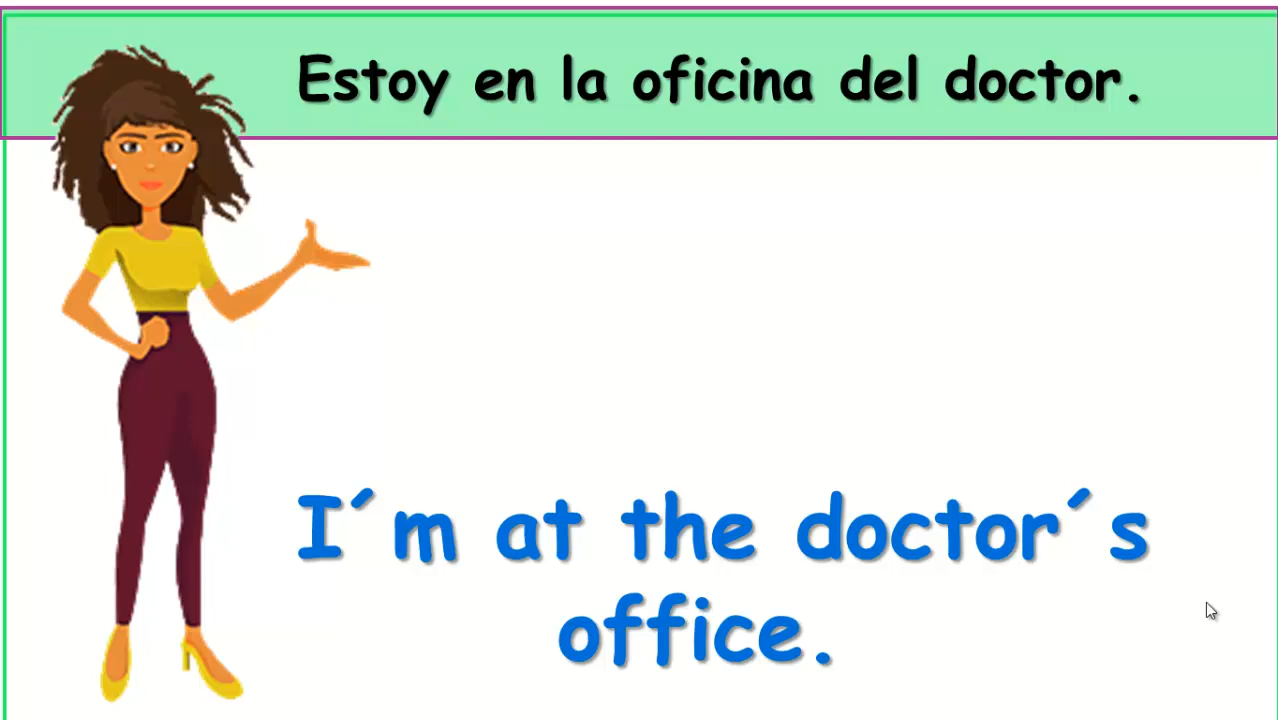 Estoy en la oficina del doctor.
I´m at the doctor´s
office.